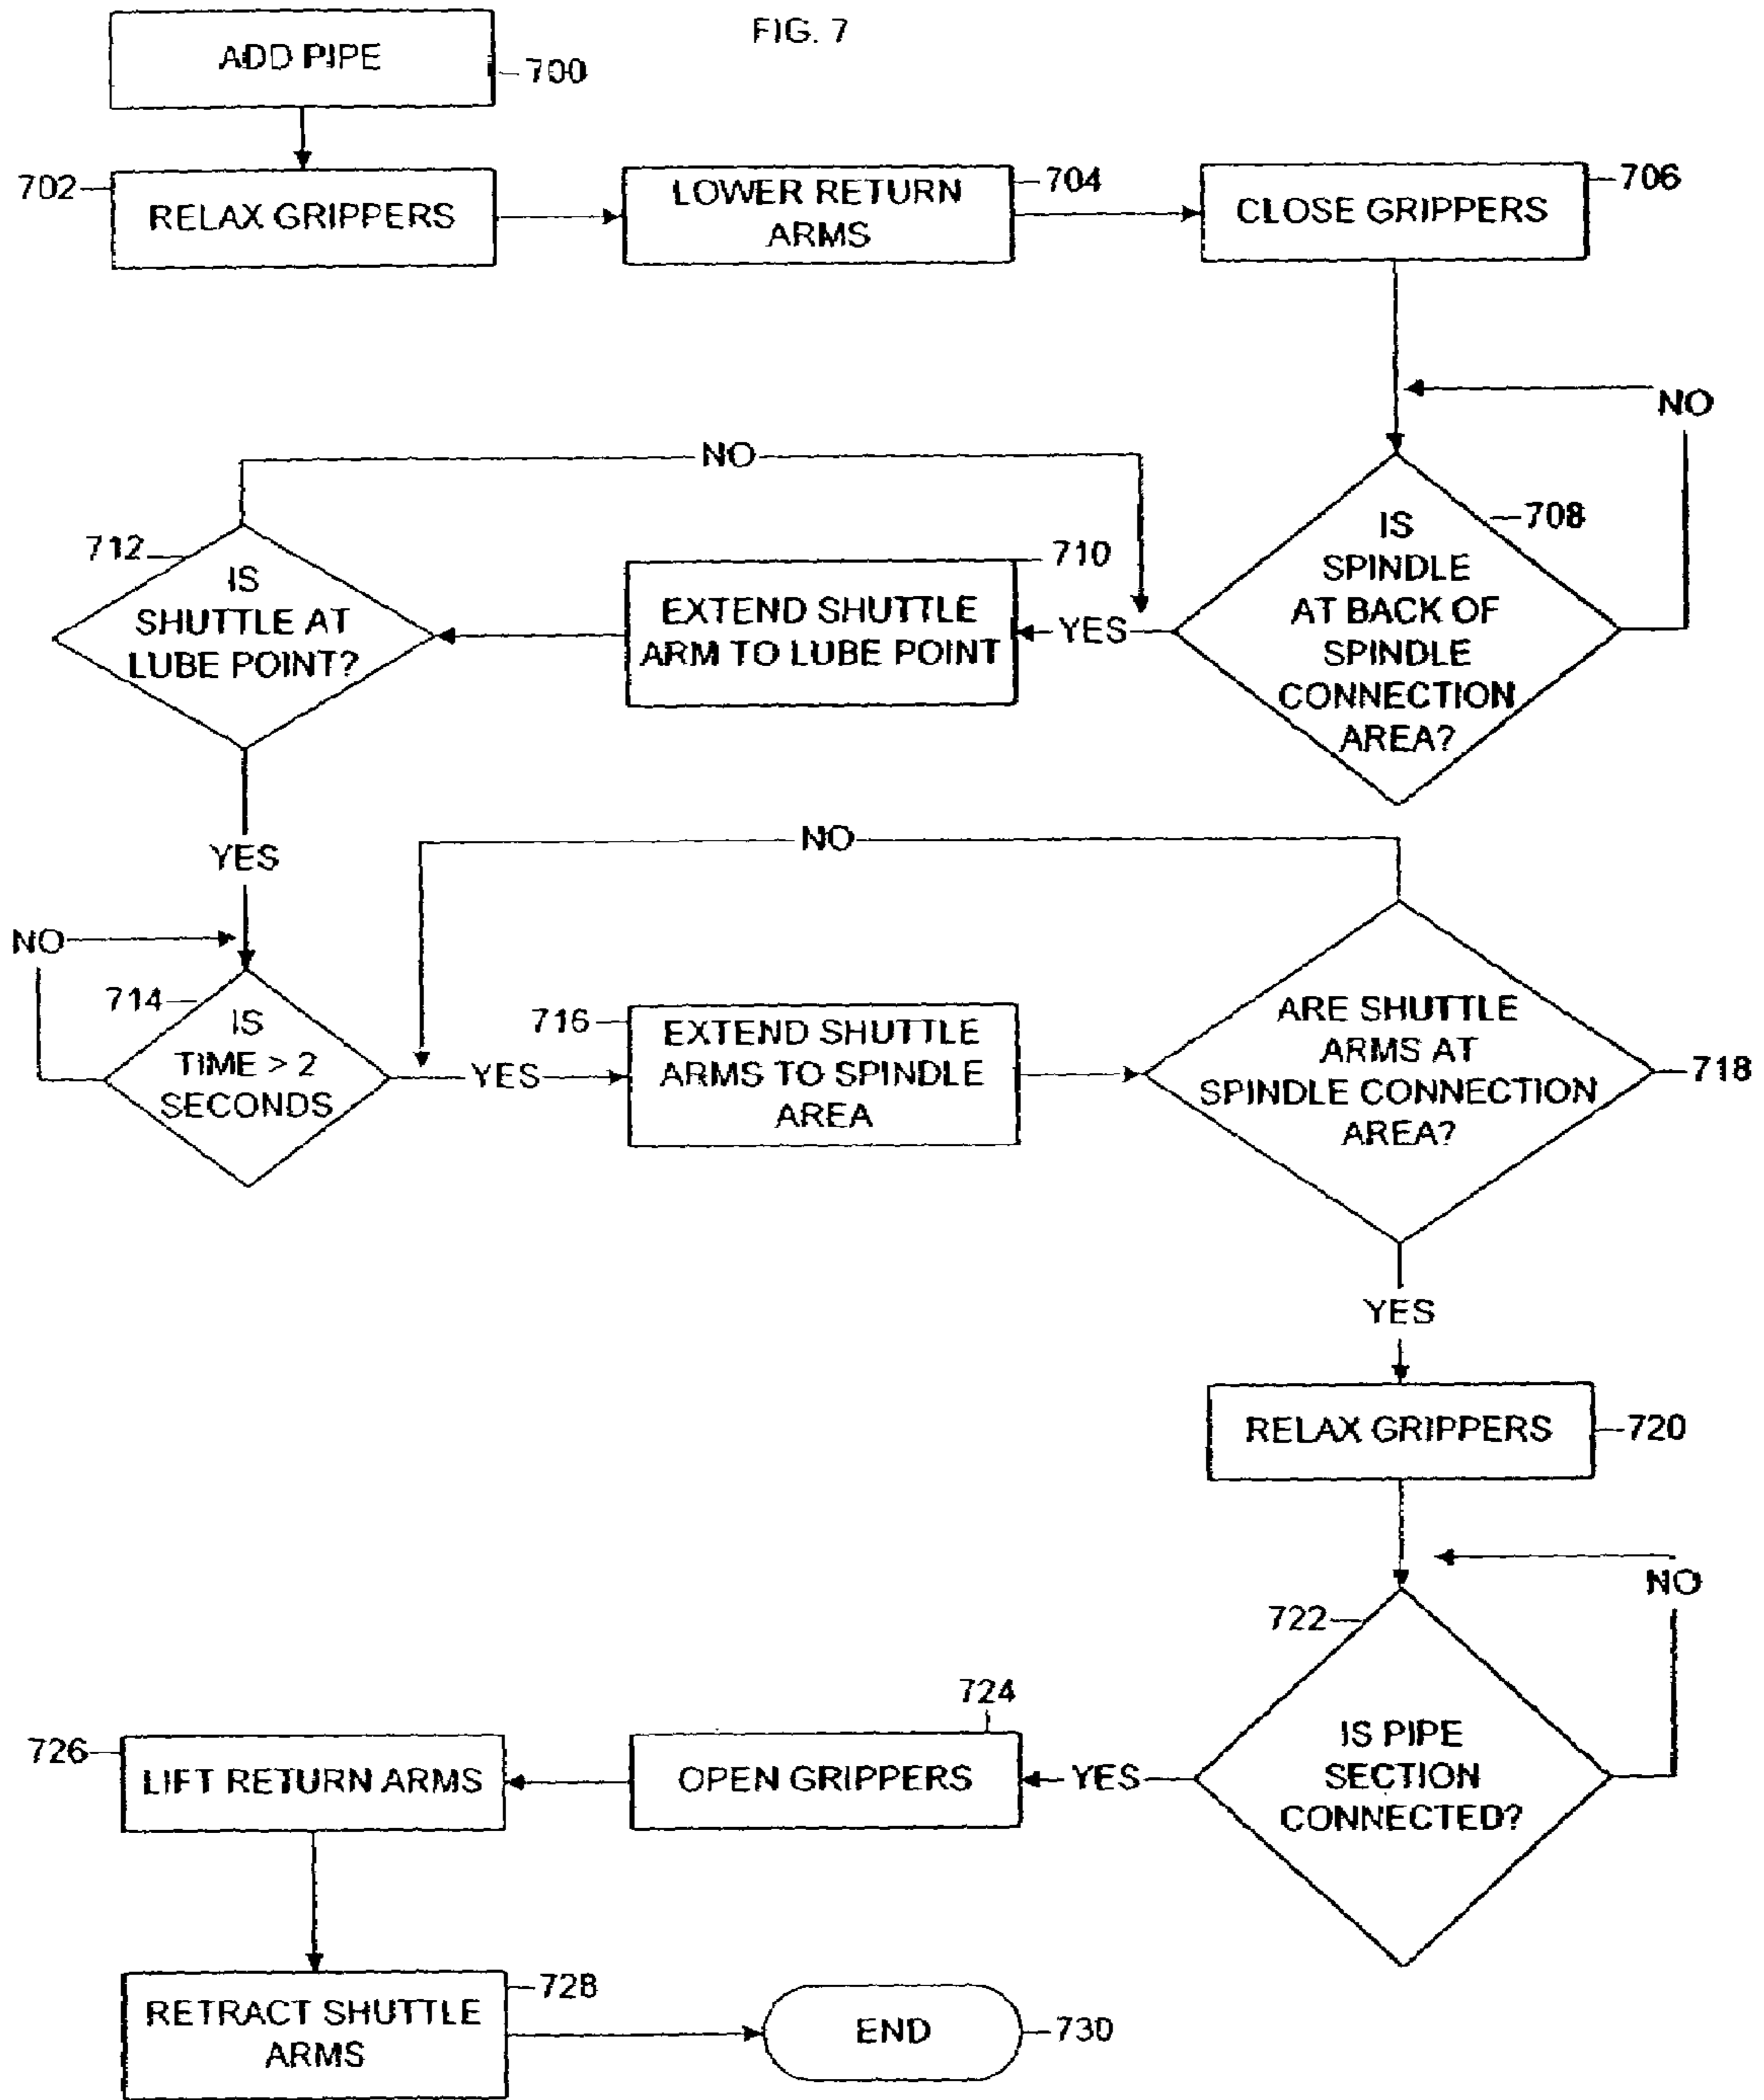 FIG. 7
ADD PIPE
700
702
RELAX GRIPPERS
LOWER RETURN
ARMS
704
CLOSE GRIPPERS
706
NO
IS
SPINDLE
AT BACK OF
SPINDLE
CONNECTION
AREA?
708
YES
710
EXTEND SHUTTLE
ARM TO LUBE POINT
NO
712
IS
SHUTTLE AT
LUBE POINT?
YES
NO
714
IS
TIME > 2
SECONDS
YES
716
EXTEND SHUTTLE
ARMS TO SPINDLE
AREA
NO
ARE SHUTTLE
ARMS AT
SPINDLE CONNECTION
AREA?
718
YES
RELAX GRIPPERS
720
NO
722
IS PIPE
SECTION
CONNECTED?
YES
724
OPEN GRIPPERS
726
LIFT RETURN ARMS
728
RETRACT SHUTTLE
ARMS
END
730